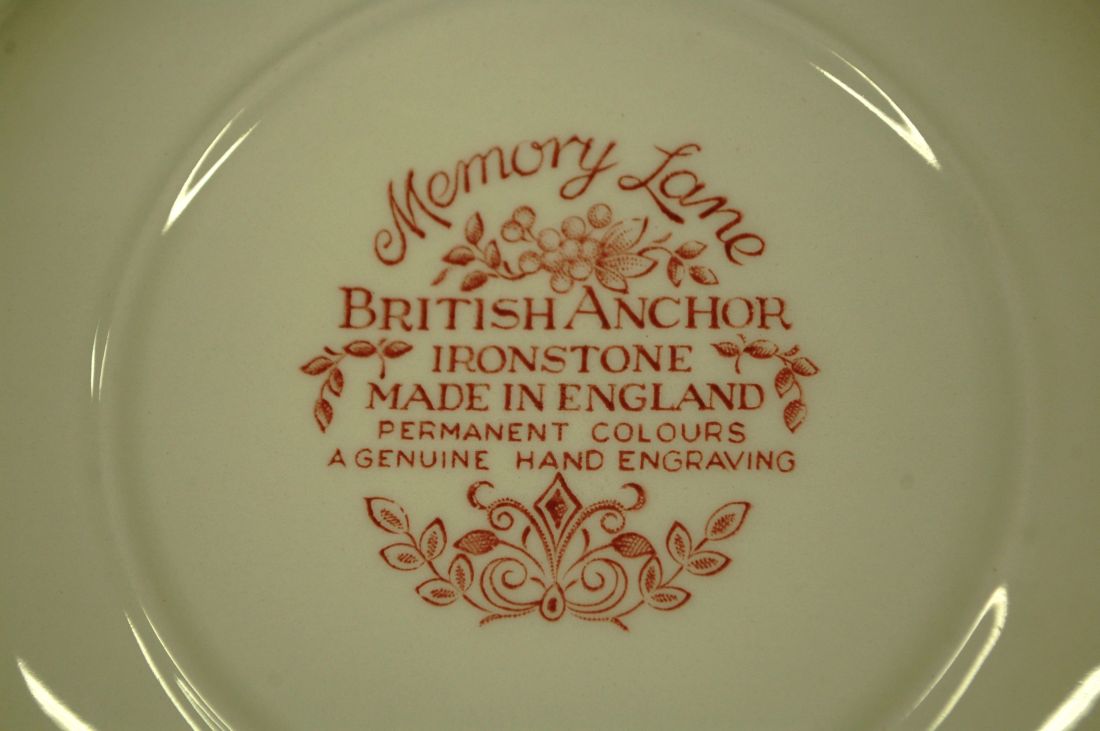 Memory Lane
BRITISH ANCHOR
IRONSTONE
MADE IN ENGLAND
PERMANENT COLOURS
A GENUINE HAND ENGRAVING